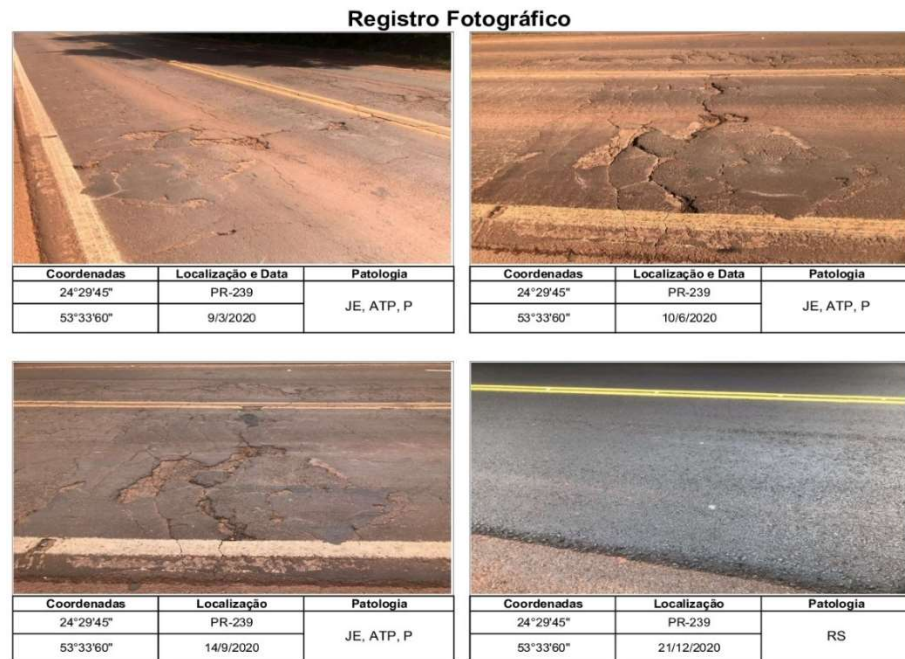 Registro Fotográfico
Coordenadas Localização e Data Patologia
24°29'45" PR-239 JE, ATP, P
53°33'60" 9/3/2020
Coordenadas Localização e Data Patologia
24°29'45" PR-239 JE, ATP, P
53°33'60" 10/6/2020
Coordenadas Localização Patologia
24°29'45" PR-239 JE, ATP, P
53°33'60" 14/9/2020
Coordenadas Localização Patologia
24°29'45" PR-239 RS
53°33'60" 21/12/2020